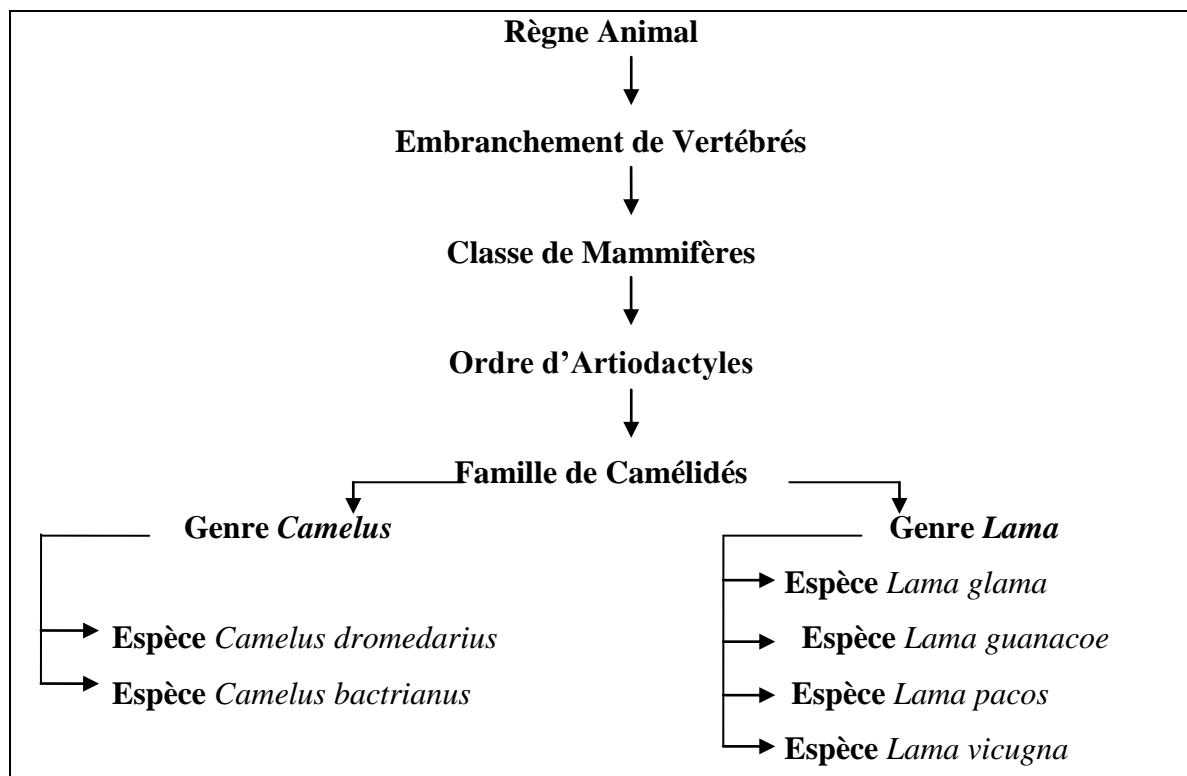 Règne Animal
Embranchement de Vertébrés
Classe de Mammifères
Ordre d’Artiodactyles
Famille de Camélidés
Genre Camelus
Espèce Camelus dromedarius
Espèce Camelus bactrianus
Genre Lama
Espèce Lama glama
Espèce Lama guanacoe
Espèce Lama pacos
Espèce Lama vicugna